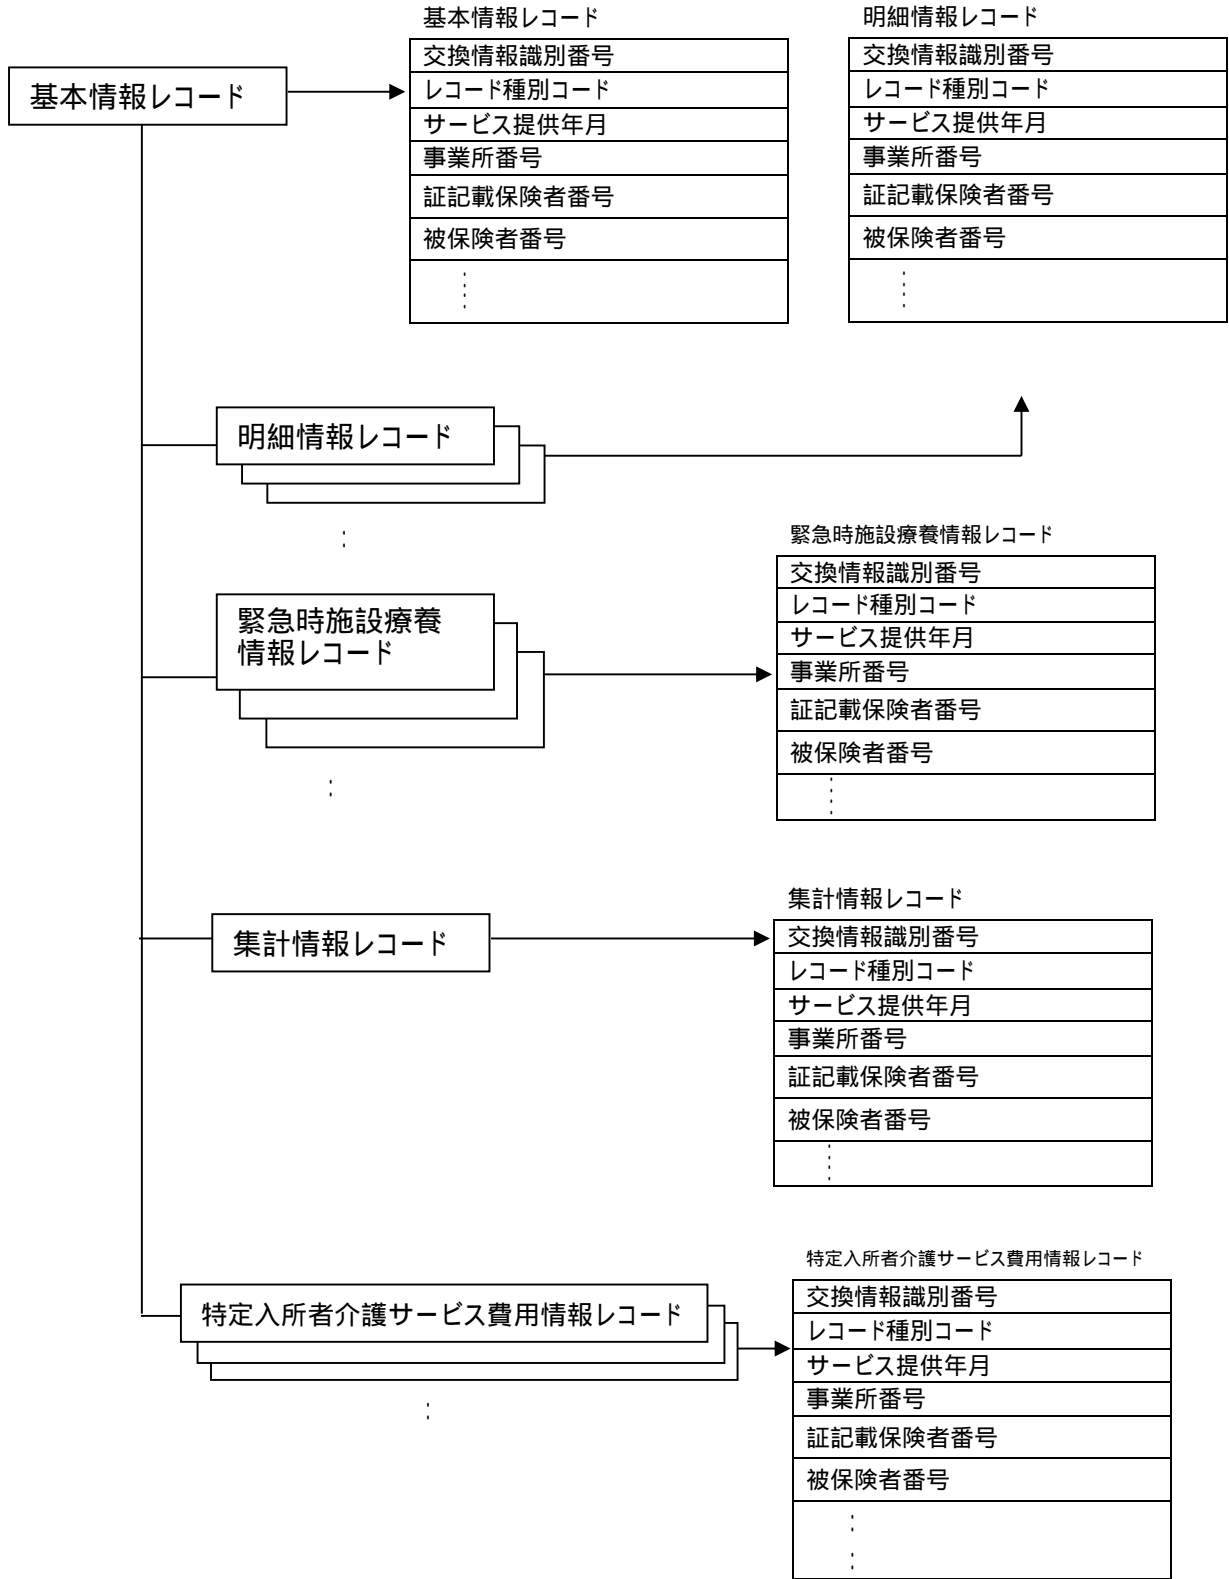 基本情報レコード
基本情報レコード
交換情報識別番号
レコード種別コード
サービス提供年月
事業所番号
証記載保険者番号
被保険者番号
明細情報レコード
交換情報識別番号
レコード種別コード
サービス提供年月
事業所番号
証記載保険者番号
被保険者番号
明細情報レコード
緊急時施設療養
情報レコード
緊急時施設療養情報レコード
交換情報識別番号
レコード種別コード
サービス提供年月
事業所番号
証記載保険者番号
被保険者番号
集計情報レコード
集計情報レコード
交換情報識別番号
レコード種別コード
サービス提供年月
事業所番号
証記載保険者番号
被保険者番号
特定入所者介護サービス費用情報レコード
特定入所者介護サービス費用情報レコード
交換情報識別番号
レコード種別コード
サービス提供年月
事業所番号
証記載保険者番号
被保険者番号